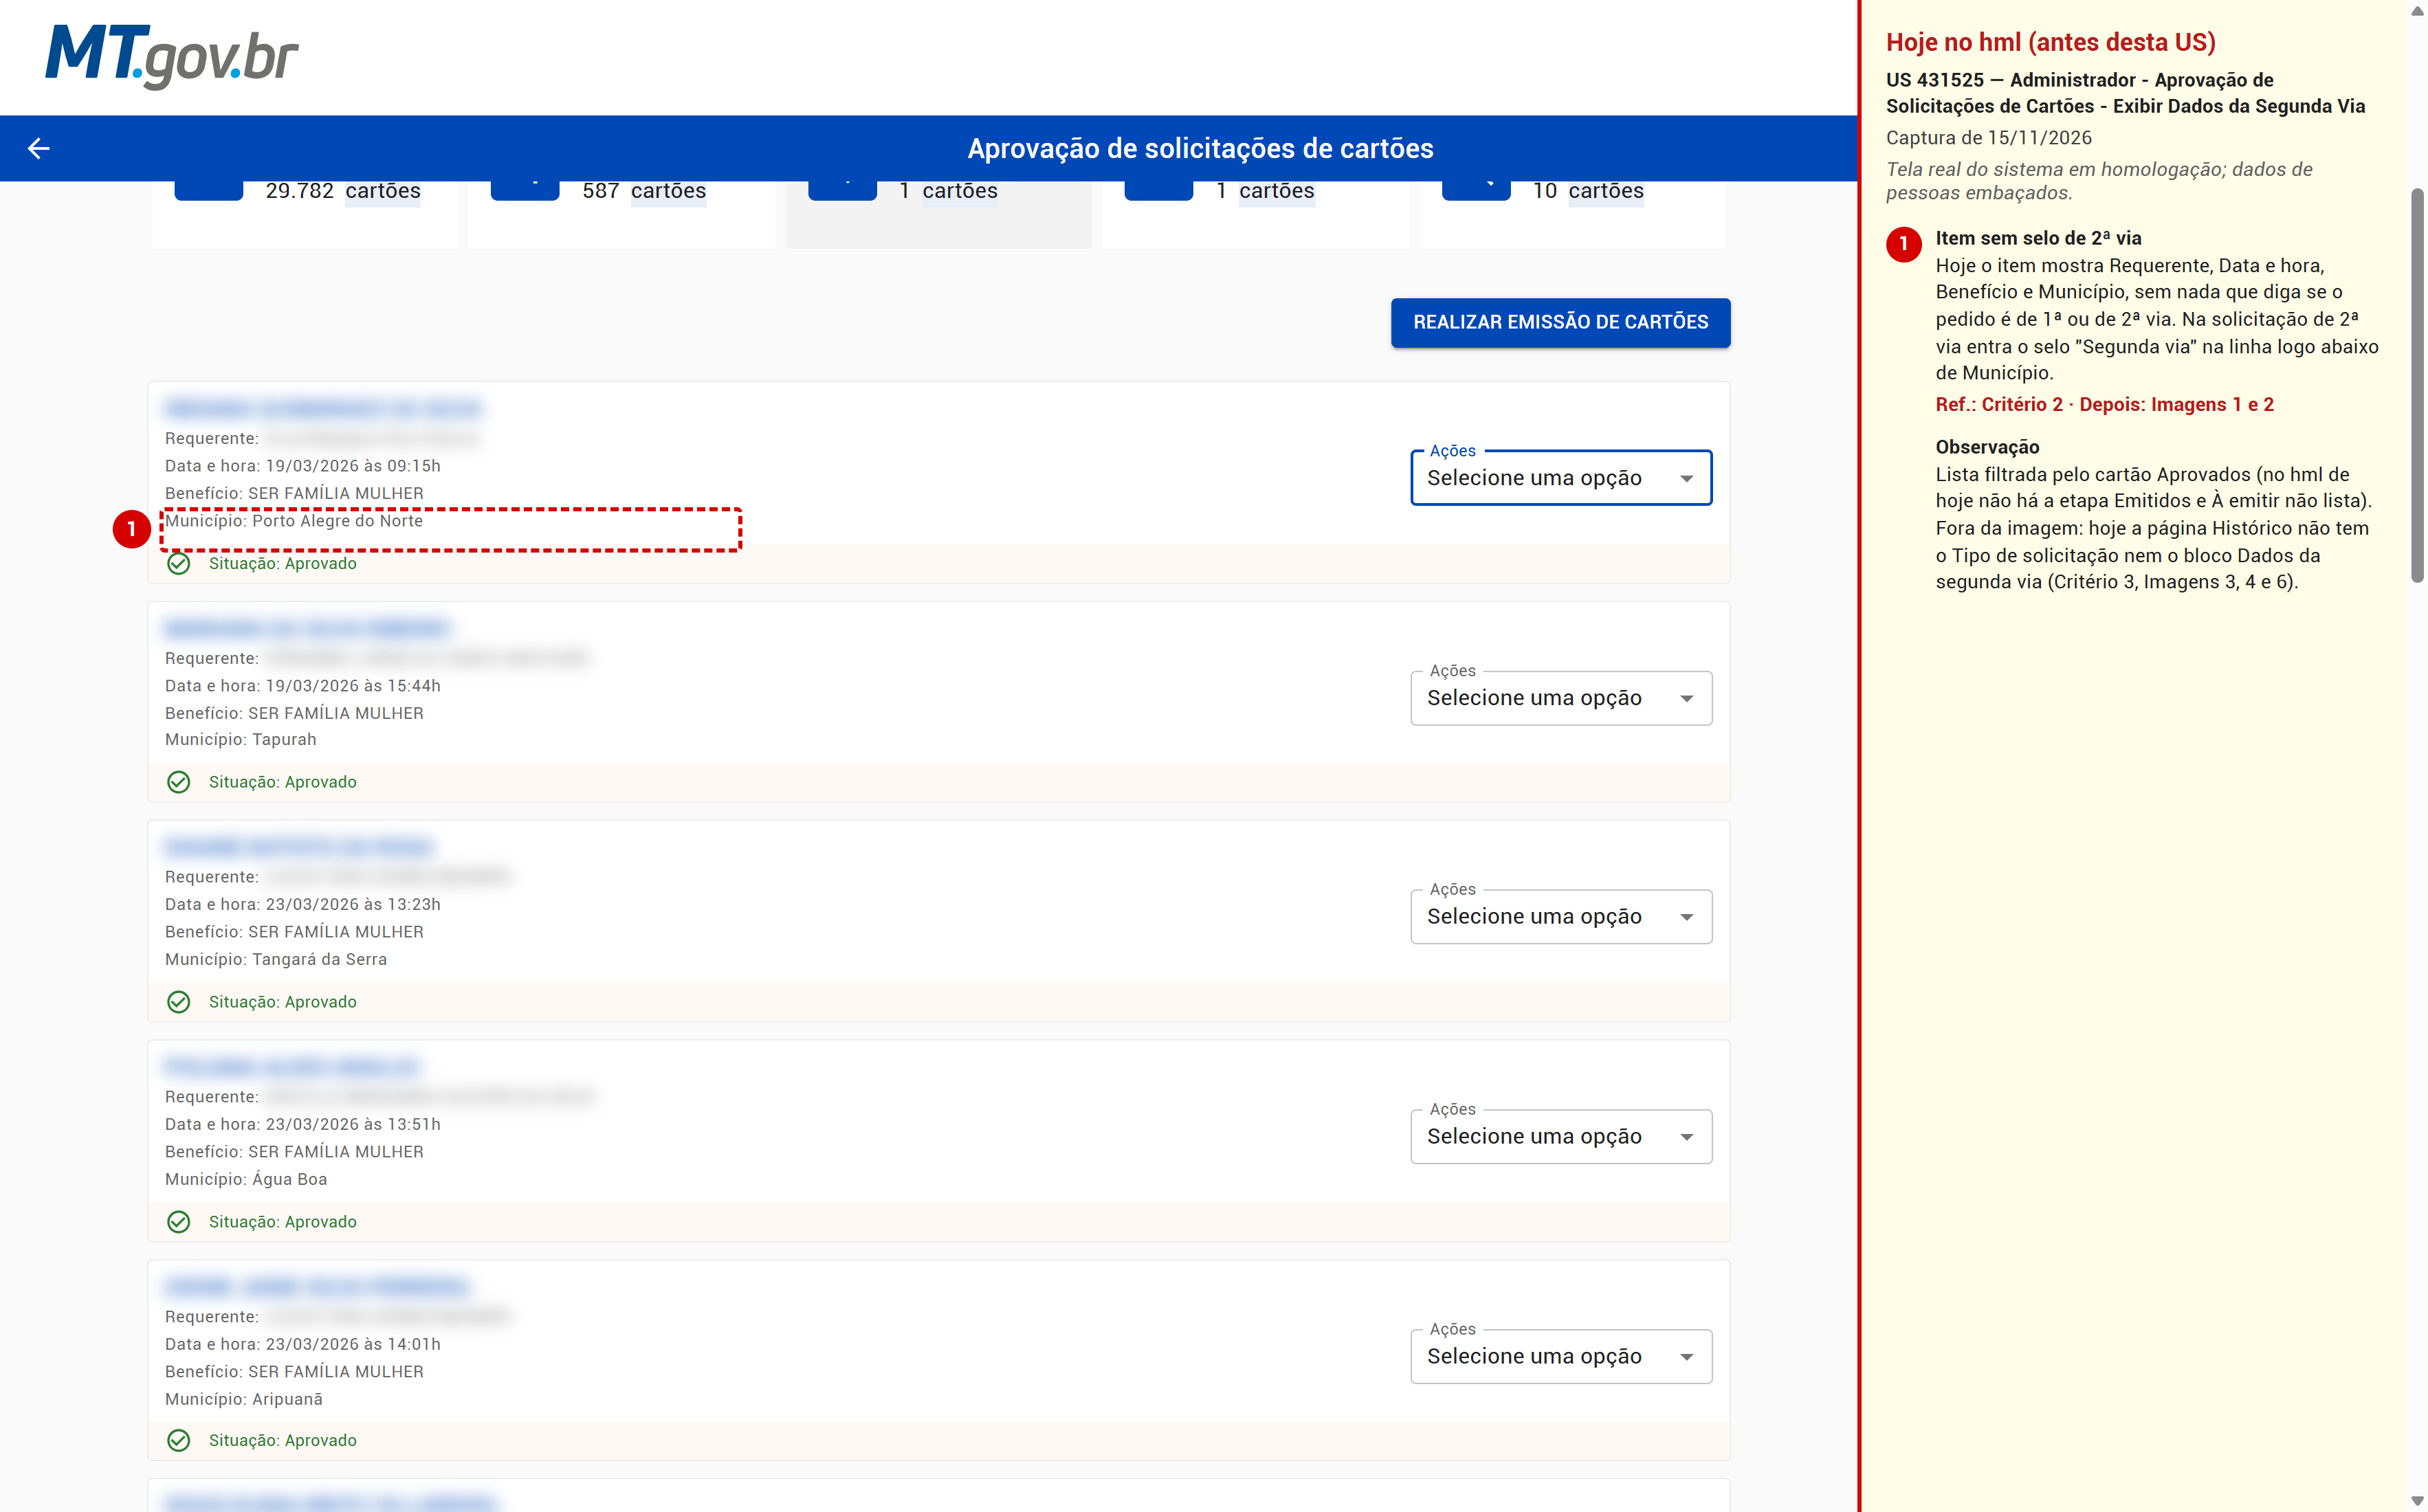 MT.gov.br
Aprovação de solicitações de cartões
29.782 cartões
587 cartões
1 cartões
1 cartões
10 cartões
REALIZAR EMISSÃO DE CARTÕES
Requerente:
Data e hora: 19/03/2026 às 09:15h
Benefício: SER FAMÍLIA MULHER
1
Município: Porto Alegre do Norte
Situação: Aprovado
Ações
Selecione uma opção
Requerente:
Data e hora: 19/03/2026 às 15:44h
Benefício: SER FAMÍLIA MULHER
Município: Tapurah
Situação: Aprovado
Ações
Selecione uma opção
Requerente:
Data e hora: 23/03/2026 às 13:23h
Benefício: SER FAMÍLIA MULHER
Município: Tangará da Serra
Situação: Aprovado
Ações
Selecione uma opção
Requerente:
Data e hora: 23/03/2026 às 13:51h
Benefício: SER FAMÍLIA MULHER
Município: Água Boa
Situação: Aprovado
Ações
Selecione uma opção
Requerente:
Data e hora: 23/03/2026 às 14:01h
Benefício: SER FAMÍLIA MULHER
Município: Aripuanã
Situação: Aprovado
Ações
Selecione uma opção
Hoje no hml (antes desta US)
US 431525 — Administrador - Aprovação de
Solicitações de Cartões - Exibir Dados da Segunda Via
Captura de 15/11/2026
Tela real do sistema em homologação; dados de
pessoas embaçados.
1
Item sem selo de 2ª via
Hoje o item mostra Requerente, Data e hora,
Benefício e Município, sem nada que diga se o
pedido é de 1ª ou de 2ª via. Na solicitação de 2ª
via entra o selo "Segunda via" na linha logo abaixo
de Município.
Ref.: Critério 2 · Depois: Imagens 1 e 2
Observação
Lista filtrada pelo cartão Aprovados (no hml de
hoje não há a etapa Emitidos e À emitir não lista).
Fora da imagem: hoje a página Histórico não tem
o Tipo de solicitação nem o bloco Dados da
segunda via (Critério 3, Imagens 3, 4 e 6).